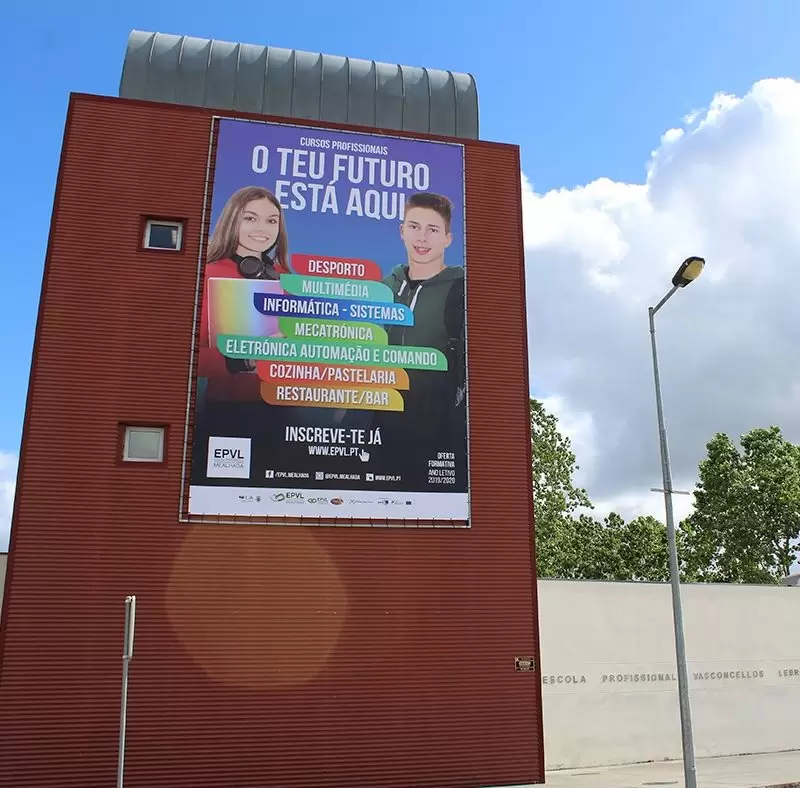 CURSOS PROFISSIONAIS
O TEU FUTURO
ESTÁ AQUI
DESPORTO
MULTIMÉDIA
INFORMÁTICA - SISTEMAS
MECATRÓNICA
ELETRÓNICA AUTOMAÇÃO E COMANDO
COZINHA/PASTELARIA
RESTAURANTE/BAR
INSCREVE-TE JÁ
WWW.EPVL.PT
EPVL
MEALHADA
/EPVL.MEALHADA
@EPVL.MEALHADA
WWW.EPVL.PT
OFERTA
FORMATIVA
ANO LETIVO
2019/2020
EPVL
ESCOLA PROFISSIONAL VASCONCELLOS LEBR